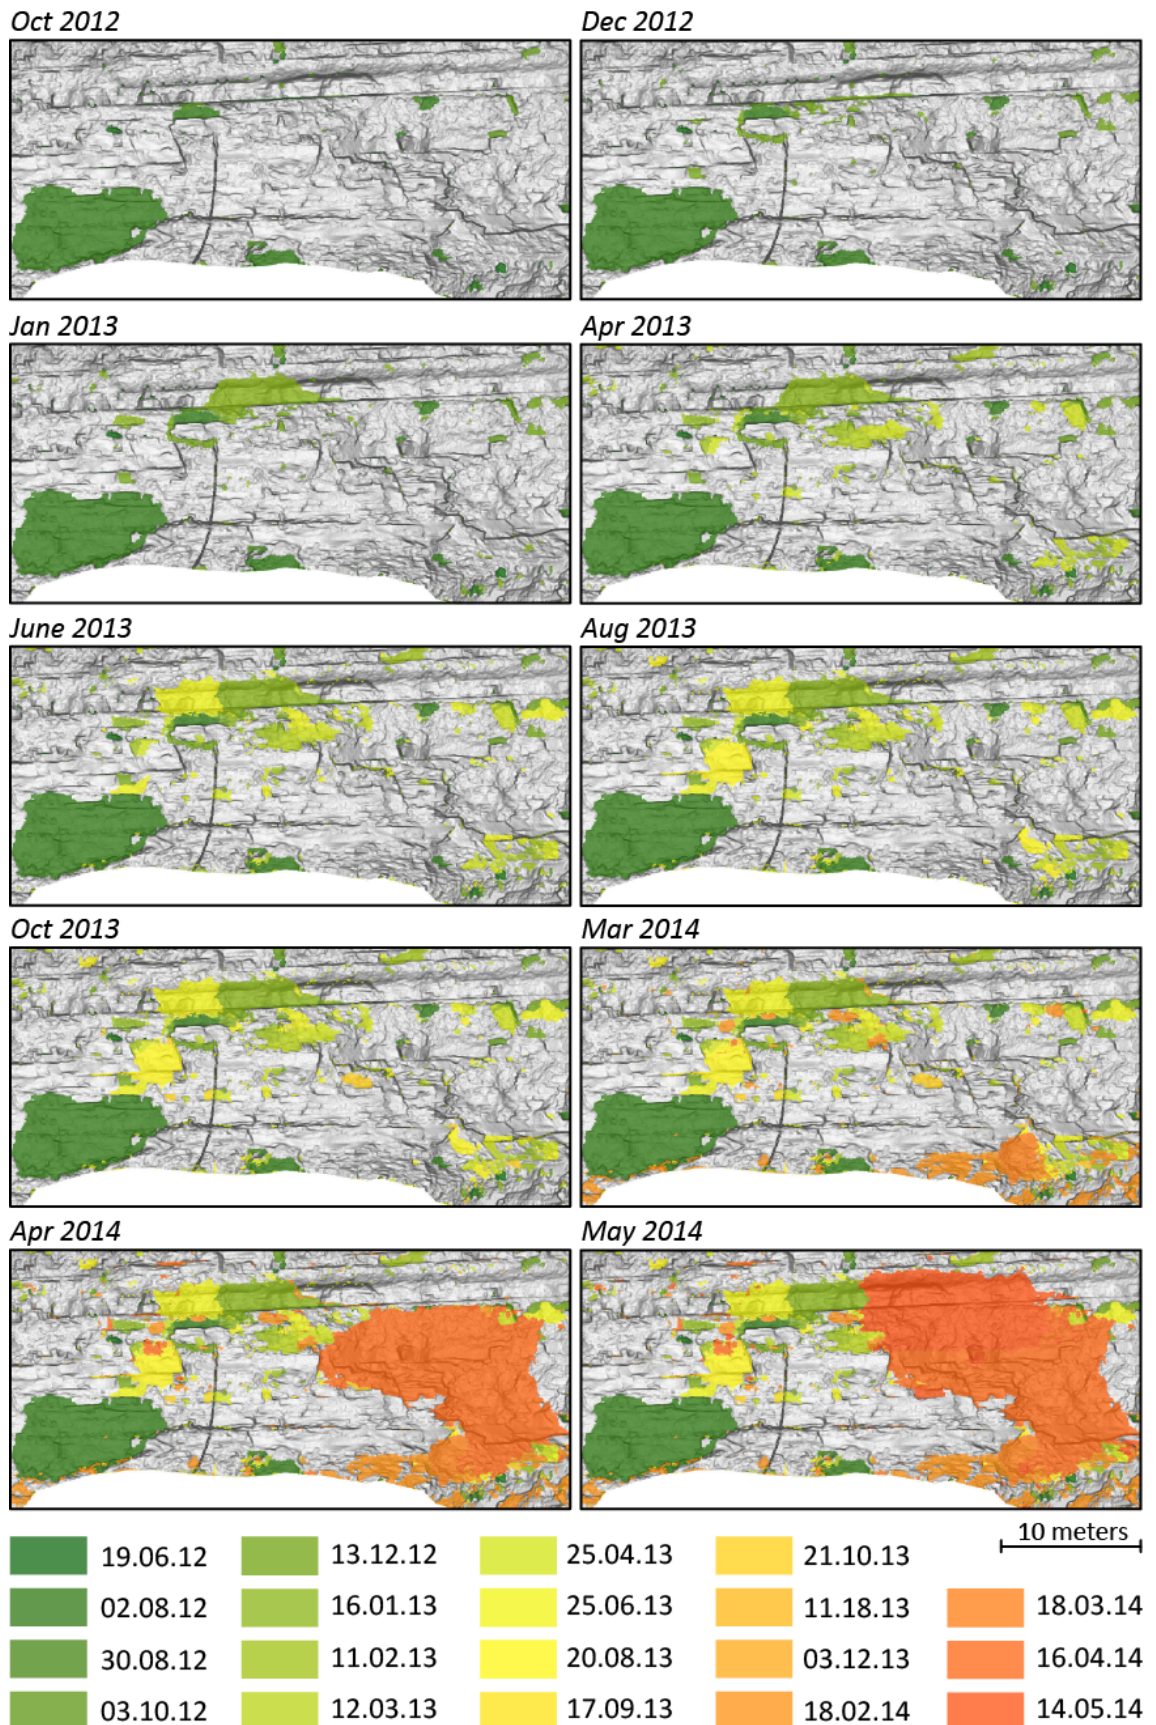 Oct 2012
Dec 2012
Jan 2013
Apr 2013
June 2013
Aug 2013
Oct 2013
Mar 2014
Apr 2014
May 2014
10 meters
19.06.12
13.12.12
25.04.13
21.10.13
02.08.12
16.01.13
25.06.13
11.18.13
18.03.14
30.08.12
11.02.13
20.08.13
03.12.13
16.04.14
03.10.12
12.03.13
17.09.13
18.02.14
14.05.14